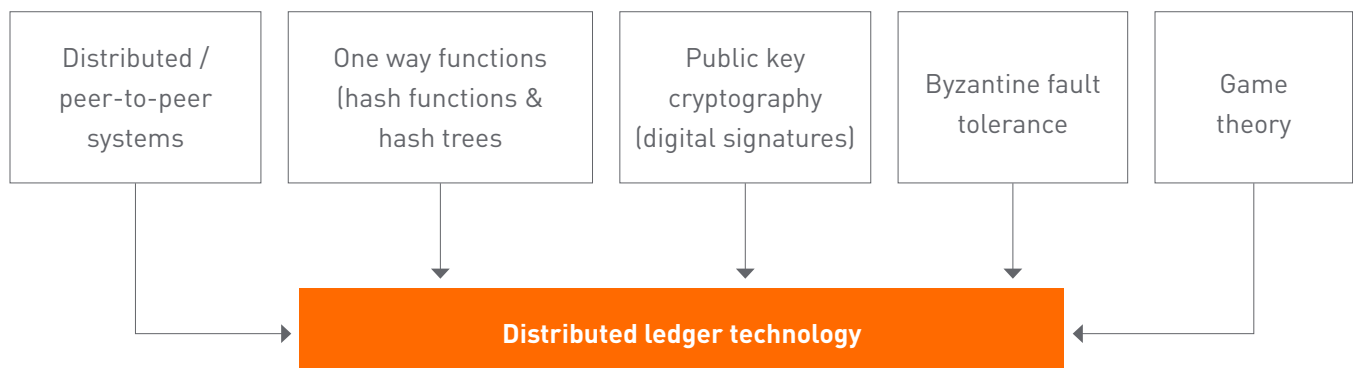 Distributed /
peer-to-peer
systems
One way functions
(hash functions &
hash trees
Public key
cryptography
(digital signatures)
Byzantine fault
tolerance
Game
theory
Distributed ledger technology